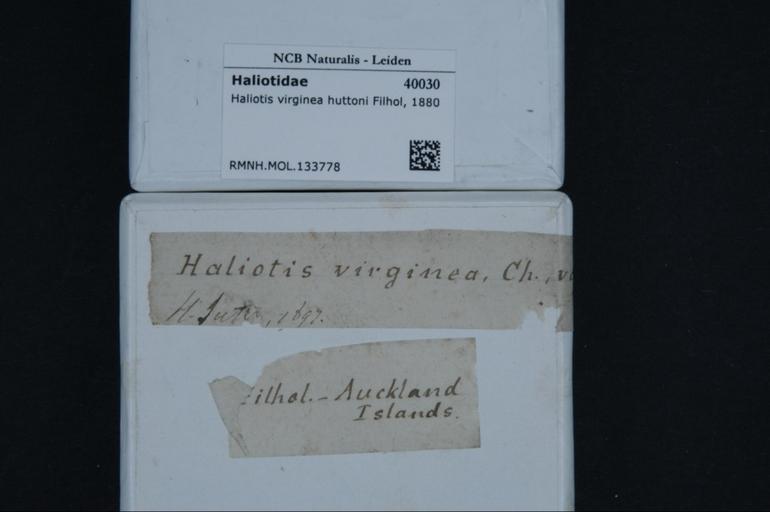 NCB Naturalis - Leiden
Haliotidae 40030
Haliotis virginea huttoni Filhol, 1880
RMNH.MOL.133778
Haliotis virginea, Ch.,
H. Suter, 1897.
ilhol. - Auckland
Islands.